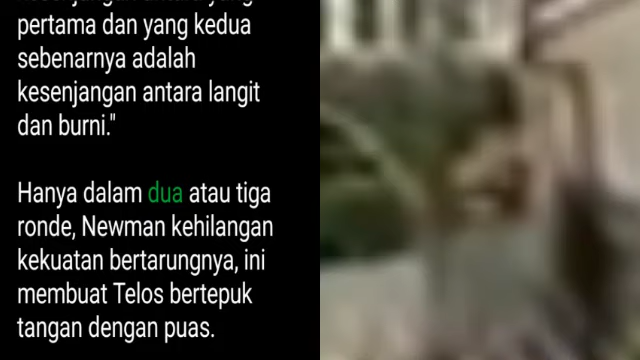 pertama dan yang kedua
sebenarnya adalah
kesenjangan antara langit
dan burni."
Hanya dalam dua atau tiga
ronde, Newman kehilangan
kekuatan bertarungnya, ini
membuat Telos bertepuk
tangan dengan puas.